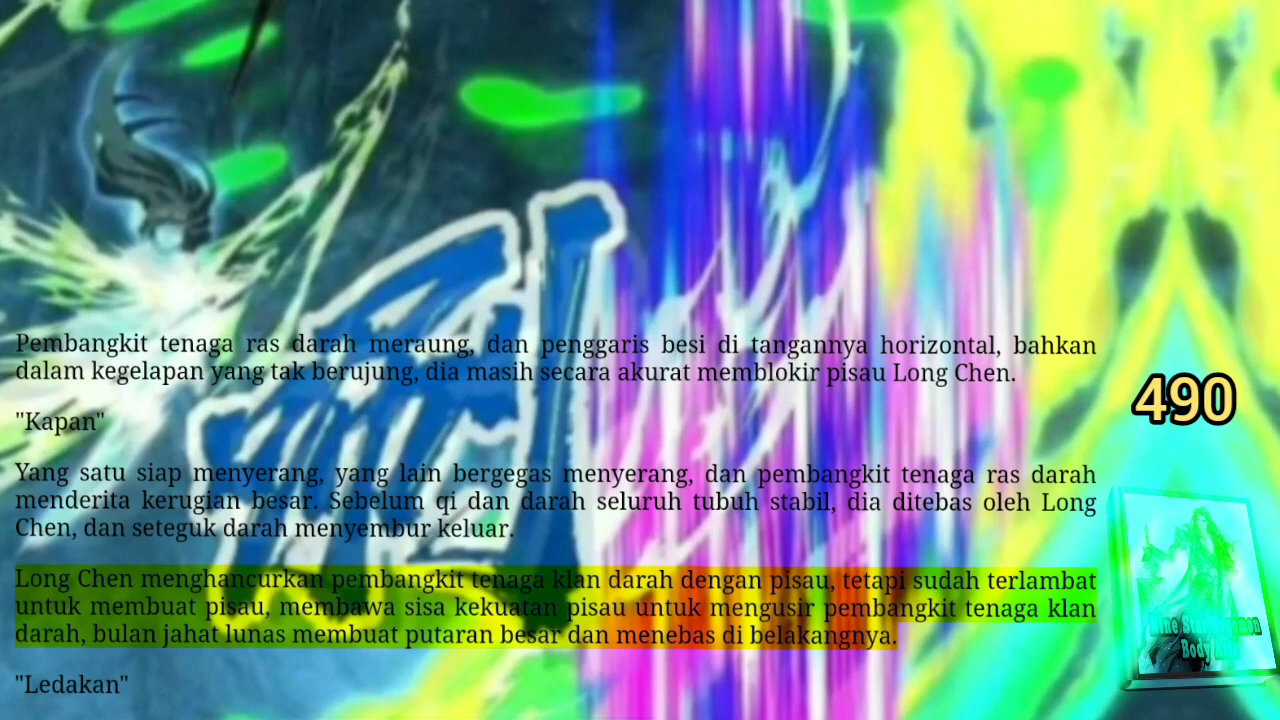 Pembangkit tenaga ras darah meraung, dan penggaris besi di tangannya horizontal, bahkan
dalam kegelapan yang tak berujung, dia masih secara akurat memblokir pisau Long Chen.
"Kapan"
Yang satu siap menyerang, yang lain bergegas menyerang, dan pembangkit tenaga ras darah
menderita kerugian besar. Sebelum qi dan darah seluruh tubuh stabil, dia ditebas oleh Long
Chen, dan seteguk darah menyembur keluar.
Long Chen menghancurkan pembangkit tenaga klan darah dengan pisau, tetapi sudah terlambat
untuk membuat pisau, membawa sisa kekuatan pisau untuk mengusir pembangkit tenaga klan
darah, bulan jahat lunas membuat putaran besar dan menebas di belakangnya.
"Ledakan"
490
Nine Star
Body